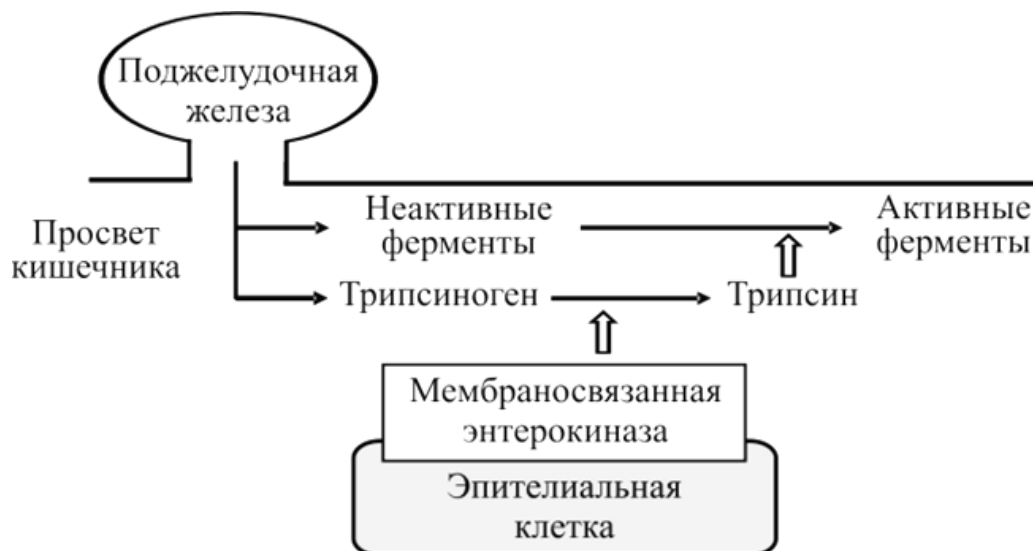 Поджелудочная
железа
Просвет
кишечника
Неактивные
ферменты
Активные
ферменты
Трипсиноген
Трипсин
Мембраносвязанная
энтерокиназа
Эпителиальная
клетка